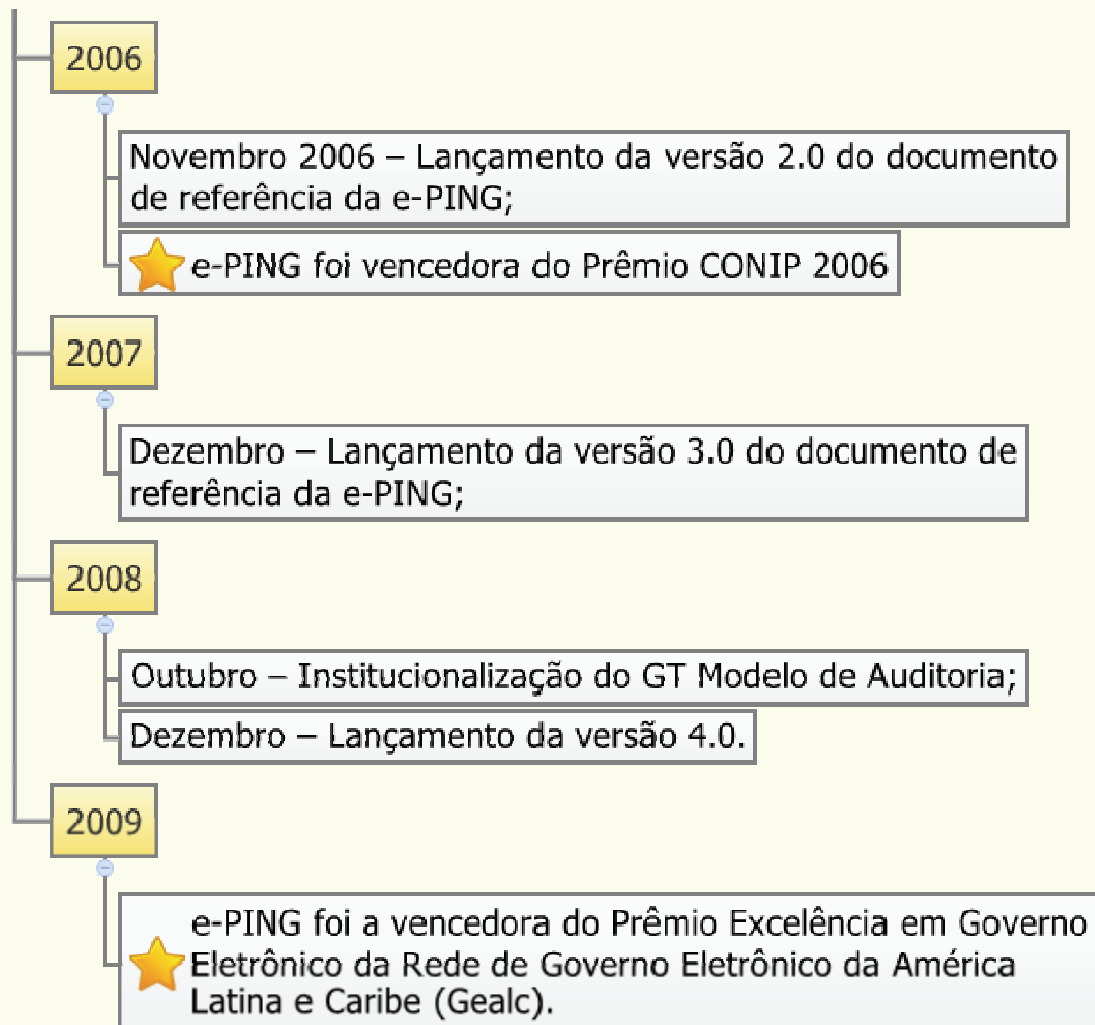 2006
Novembro 2006 – Lançamento da versão 2.0 do documento
de referência da e-PING;
e-PING foi vencedora do Prêmio CONIP 2006
2007
Dezembro – Lançamento da versão 3.0 do documento de
referência da e-PING;
2008
Outubro – Institucionalização do GT Modelo de Auditoria;
Dezembro – Lançamento da versão 4.0.
2009
e-PING foi a vencedora do Prêmio Excelência em Governo
Eletrônico da Rede de Governo Eletrônico da América
Latina e Caribe (Gealc).